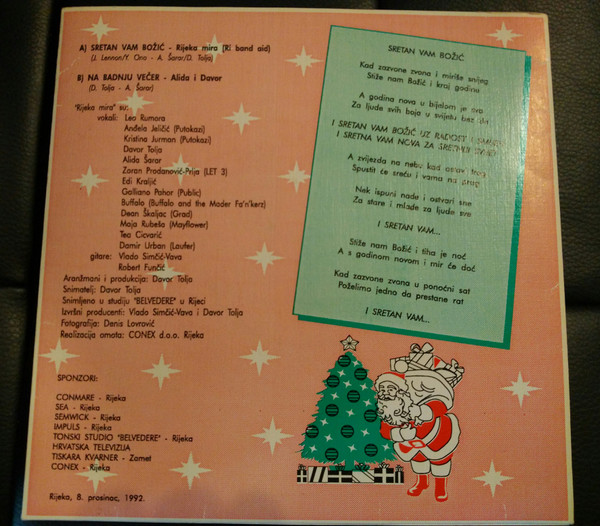 A) SRETAN VAM BOŽIĆ - Rijeka mira (Ri band aid)
(J. Lennon/Y. Ono - A. Šarar/D. Tolja)
B) NA BADNJU VEČER - Alida i Davor
(D. Tolja - A. Šarar)
"Rijeka mira" su:
vokali: Leo Rumora
Anđela Jeličić (Putokazi)
Kristina Jurman (Putokazi)
Davor Tolja
Alida Šarar
Zoran Prodanović-Prlja (LET 3)
Edi Kraljić
Galliano Pahor (Public)
Buffalo (Buffalo and the Moder Fa'n'kerz)
Dean Škaljac (Grad)
Maja Rubeša (Mayflower)
Tea Cicvarić
Damir Urban (Laufer)
gitare: Vlado Simčić-Vava
Robert Funčić
Aranžmani i produkcija: Davor Tolja
Snimatelj: Davor Tolja
Snimljeno u studiju "BELVEDERE" u Rijeci
Izvršni producenti: Vlado Simčić-Vava i Davor Tolja
Fotografija: Denis Lovrović
Realizacija omota: CONEX d.o.o. Rijeka
SPONZORI:
CONMARE - Rijeka
SEA - Rijeka
SEMWICK - Rijeka
IMPULS - Rijeka
TONSKI STUDIO "BELVEDERE" - Rijeka
HRVATSKA TELEVIZIJA
TISKARA KVARNER - Zamet
CONEX - Rijeka
Rijeka, 8. prosinac, 1992.
SRETAN VAM BOŽIĆ
Kad zazvone zvona i miriše snijeg
Stiže nam Božić i kraj godine
A godina nova u bijelom je sva
Za ljude svih boja u svijetu bez
I SRETAN VAM BOŽIĆ UZ RADOST I
I SRETNA VAM NOVA ZA SRETNIJI
A zvijezda na nebu kad ostavi trag
Spustit će sreću i vama na prag
Nek ispuni nade i ostvari sne
Za stare i mlade za ljude sve
I SRETAN VAM...
Stiže nam Božić i tiha je noć
A s godinom novom i mir će doć
Kad zazvone zvona u ponoćni sat
Poželimo jedno da prestane rat
I SRETAN VAM...